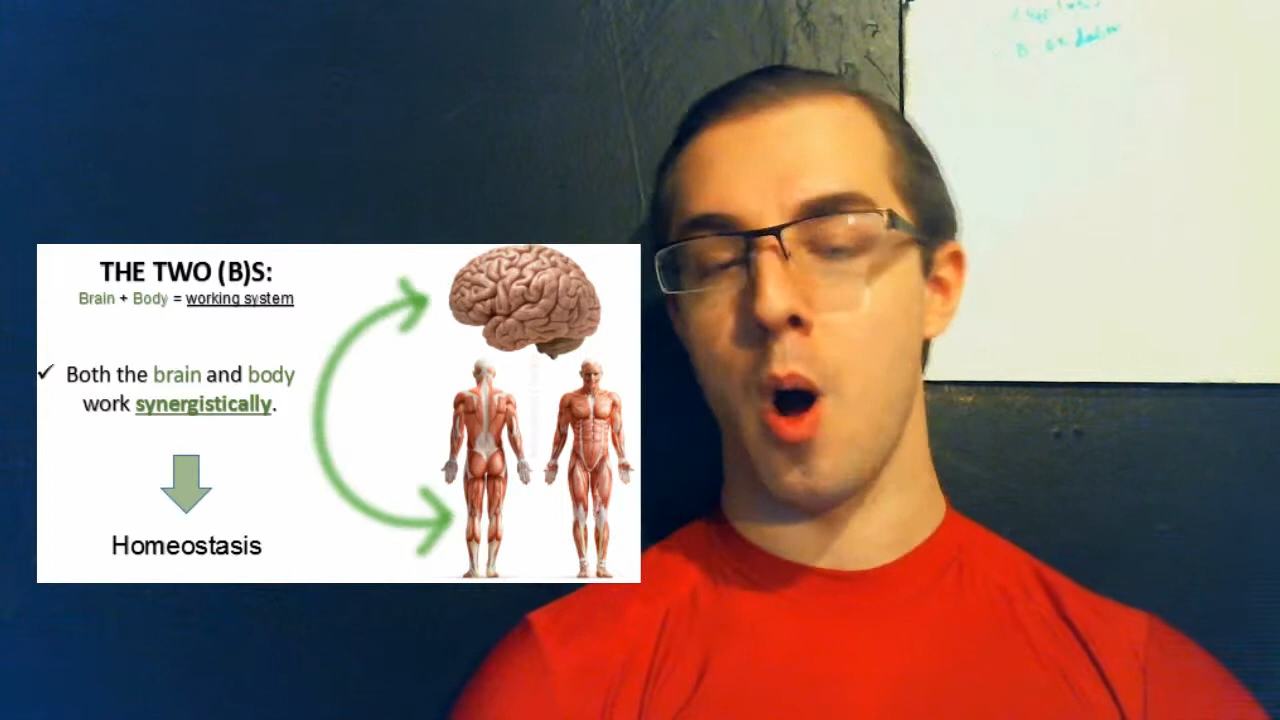 THE TWO (B)S:
Brain + Body = working system
✓ Both the brain and body
work synergistically.
Homeostasis